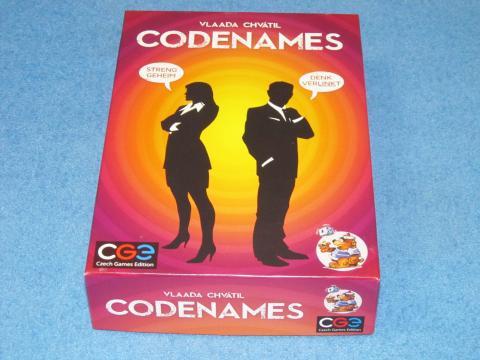 VLAADA CHVÁTIL
CODENAMES
STRENG
GEHEIM
DENK
VERLINKT
CGE
Czech Games Edition
VLAADA CHVÁTIL
CODENAMES
CGE
Czech Games Edition